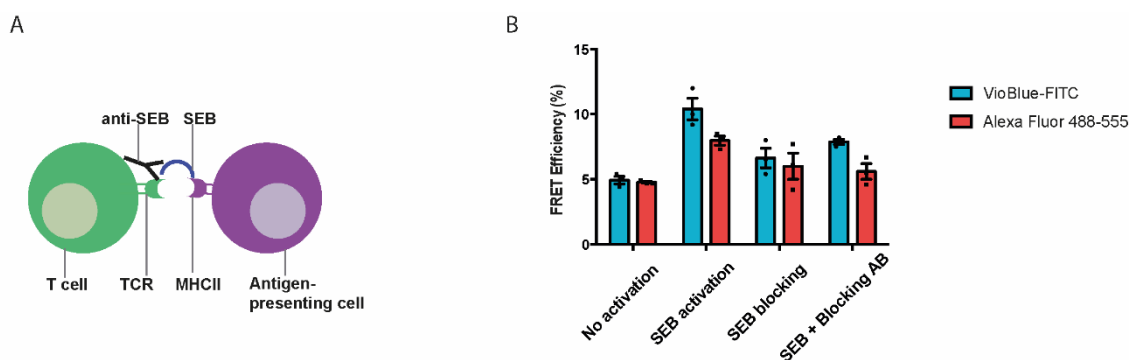 A
anti-SEB
SEB
T cell
TCR
MHCII
Antigen-
presenting cell
B
FRET Efficiency (%)
15
10
5
0
No activation
SEB activation
SEB blocking
SEB + Blocking AB
VioBlue-FITC
Alexa Fluor 488-555